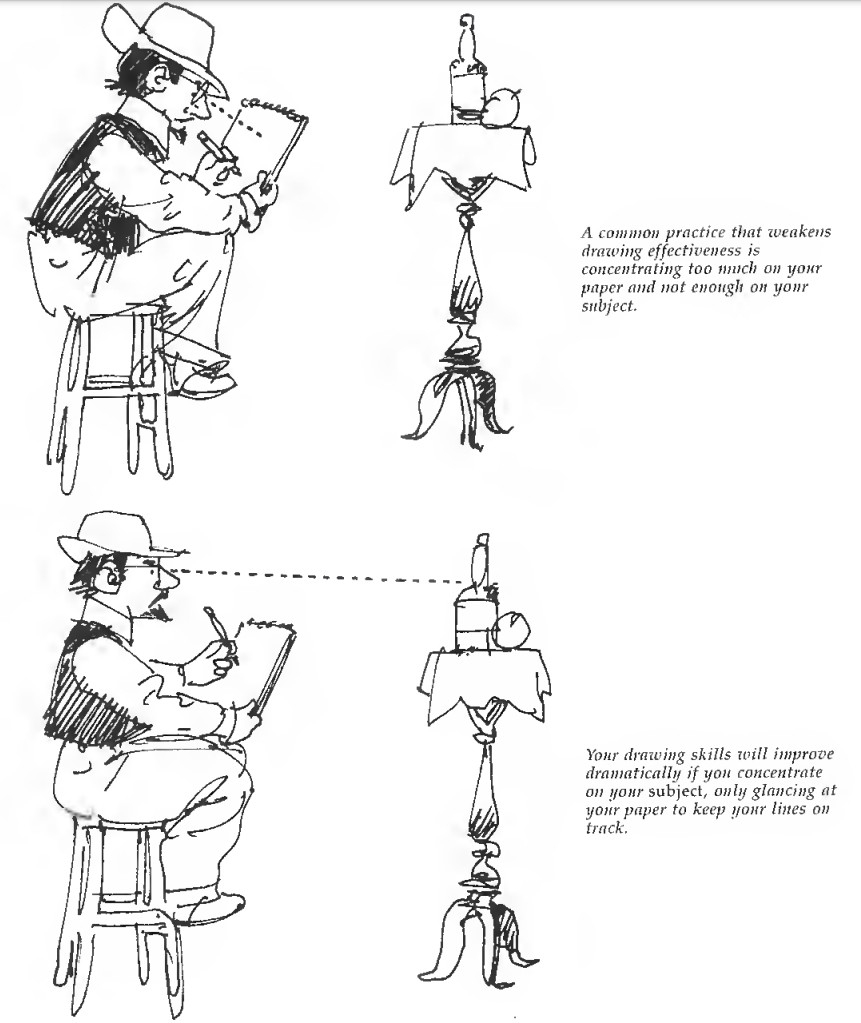 A common practice that weakens
drawing effectiveness is
concentrating too much on your
paper and not enough on your
subject.
Your drawing skills will improve
dramatically if you concentrate
on your subject, only glancing at
your paper to keep your lines on
track.